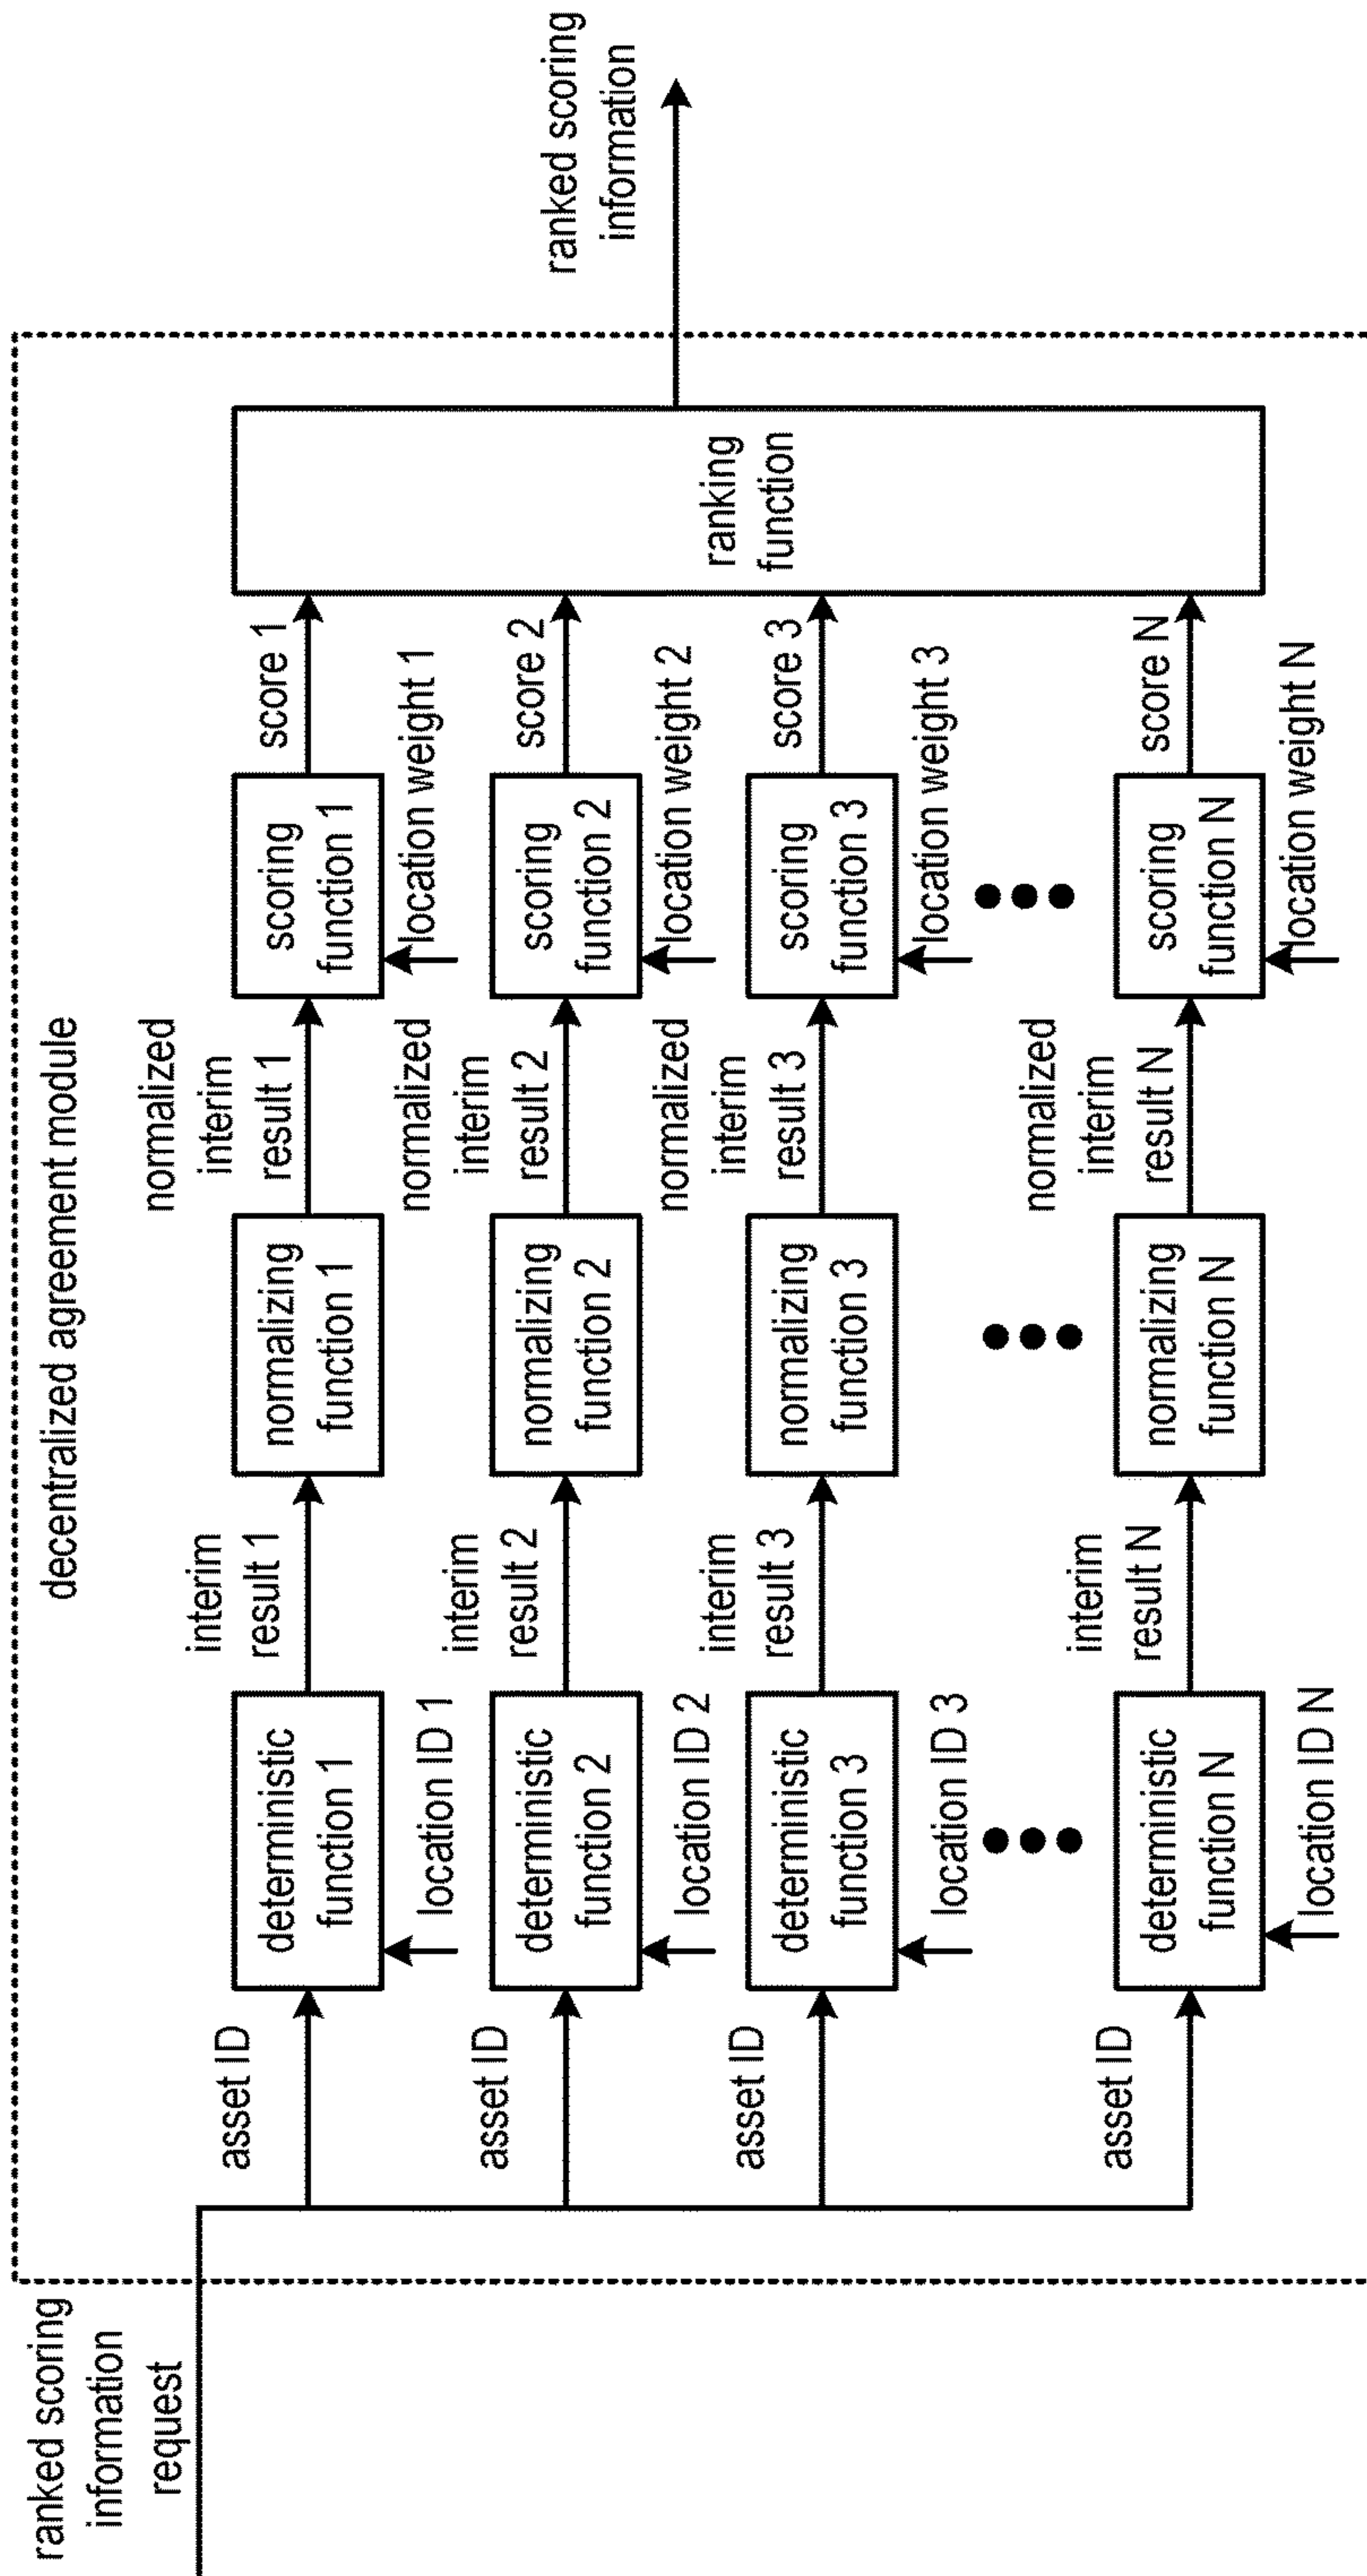 decentralized agreement module
ranked scoring
information
request
asset ID
deterministic
function 1
location ID 1
interim
result 1
normalizing
function 1
normalized
interim
result 1
scoring
function 1
location weight 1
score 1
asset ID
deterministic
function 2
location ID 2
interim
result 2
normalizing
function 2
normalized
interim
result 2
scoring
function 2
location weight 2
score 2
asset ID
deterministic
function 3
location ID 3
interim
result 3
normalizing
function 3
normalized
interim
result 3
scoring
function 3
location weight 3
score 3
asset ID
deterministic
function N
location ID N
interim
result N
normalizing
function N
normalized
interim
result N
scoring
function N
location weight N
score N
ranking
function
ranked scoring
information